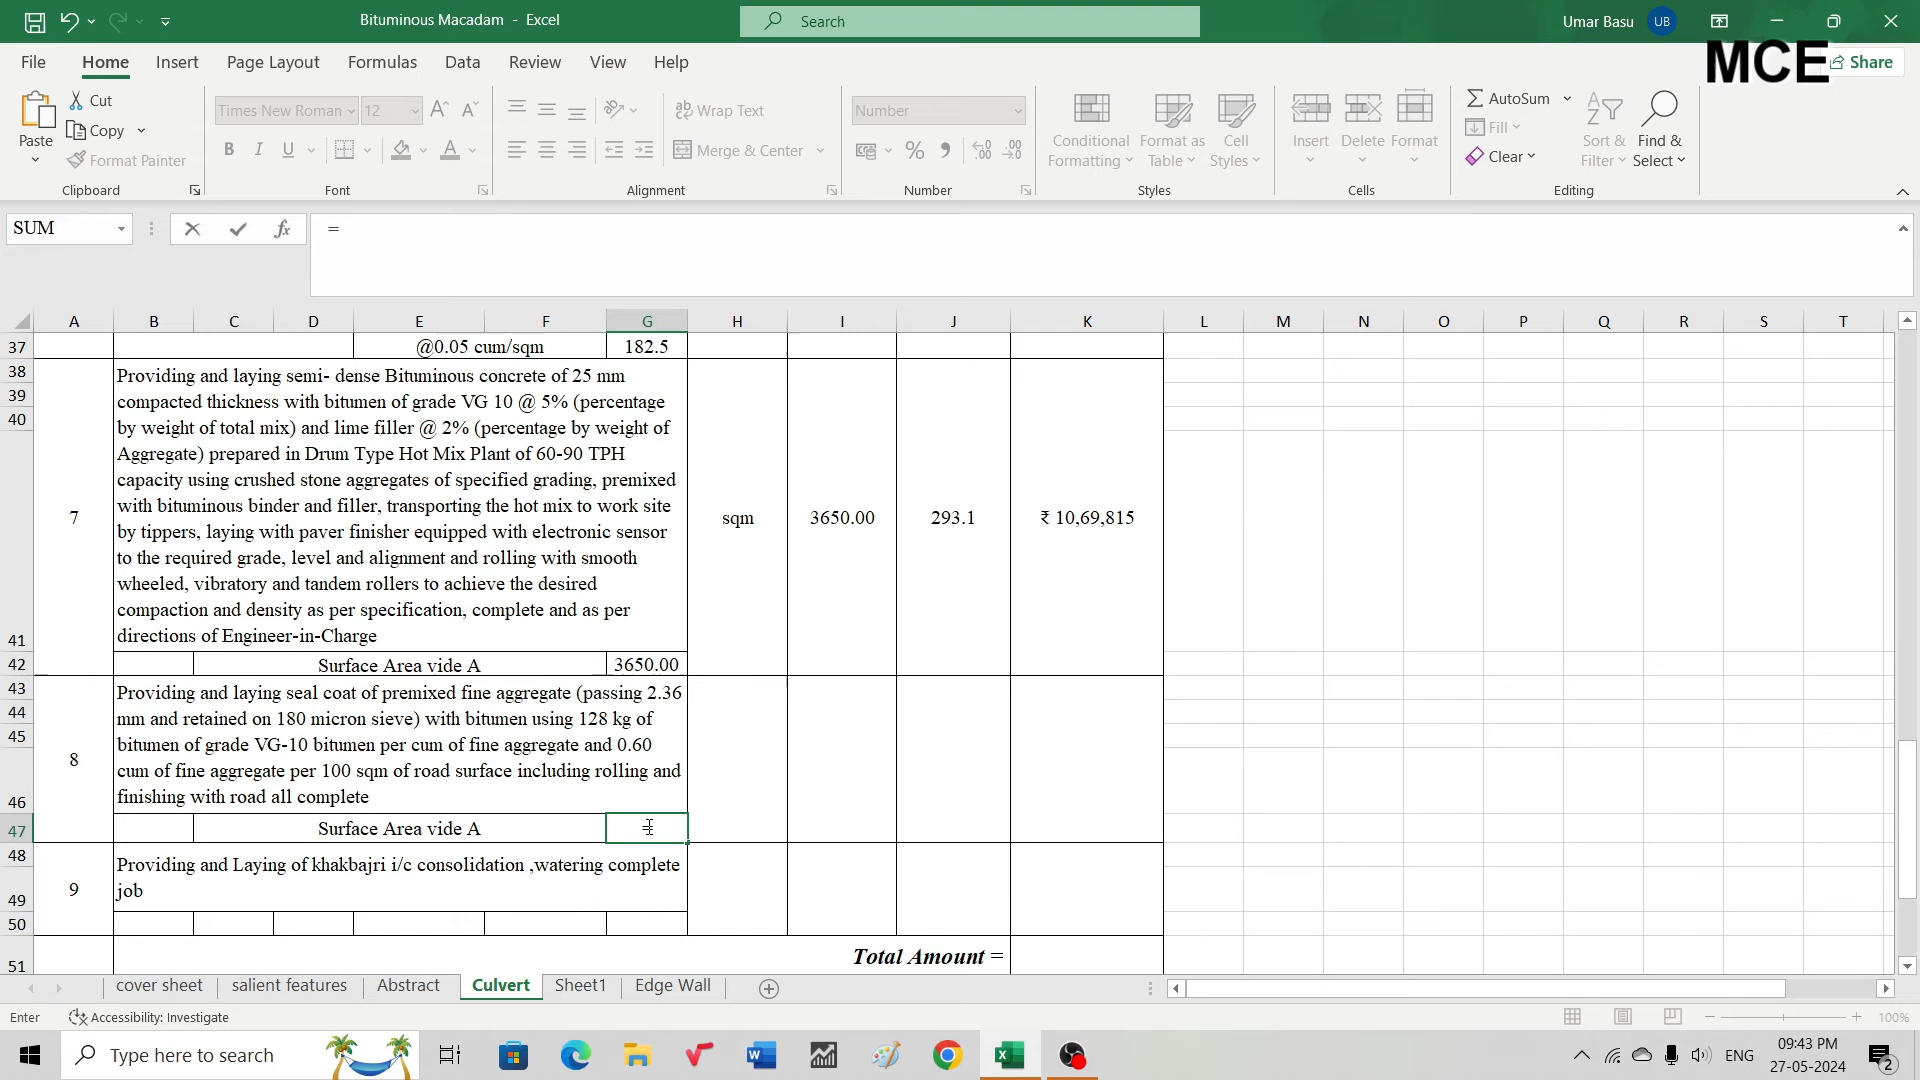 Bituminous Macadam - Excel
Search
Umar Basu
UB
MCE
File
Home
Insert
Page Layout
Formulas
Data
Review
View
Help
Share
Paste
Cut
Copy
Format Painter
Clipboard
Times New Roman
12
Font
Wrap Text
Merge & Center
Alignment
Number
Number
Conditional Formatting
Format as Table
Cell Styles
Styles
Insert
Delete
Format
Cells
AutoSum
Fill
Clear
Sort & Filter
Find & Select
Editing
SUM
=
A B C D E F G H I J K L M N O P Q R S T
37 @0.05 cum/sqm 182.5
38
39
40
41
42
7
Providing and laying semi- dense Bituminous concrete of 25 mm
compacted thickness with bitumen of grade VG 10 @ 5% (percentage
by weight of total mix) and lime filler @ 2% (percentage by weight of
Aggregate) prepared in Drum Type Hot Mix Plant of 60-90 TPH
capacity using crushed stone aggregates of specified grading, premixed
with bituminous binder and filler, transporting the hot mix to work site
by tippers, laying with paver finisher equipped with electronic sensor
to the required grade, level and alignment and rolling with smooth
wheeled, vibratory and tandem rollers to achieve the desired
compaction and density as per specification, complete and as per
directions of Engineer-in-Charge
sqm 3650.00 293.1 ₹ 10,69,815
Surface Area vide A 3650.00
43
44
45
46
47
8
Providing and laying seal coat of premixed fine aggregate (passing 2.36
mm and retained on 180 micron sieve) with bitumen using 128 kg of
bitumen of grade VG-10 bitumen per cum of fine aggregate and 0.60
cum of fine aggregate per 100 sqm of road surface including rolling and
finishing with road all complete
Surface Area vide A =
48
49
50
9
Providing and Laying of khakbajri i/c consolidation ,watering complete
job
51 Total Amount =
cover sheet
salient features
Abstract
Culvert
Sheet1
Edge Wall
Enter
Accessibility: Investigate
100%
Type here to search
ENG
09:43 PM
27-05-2024
2